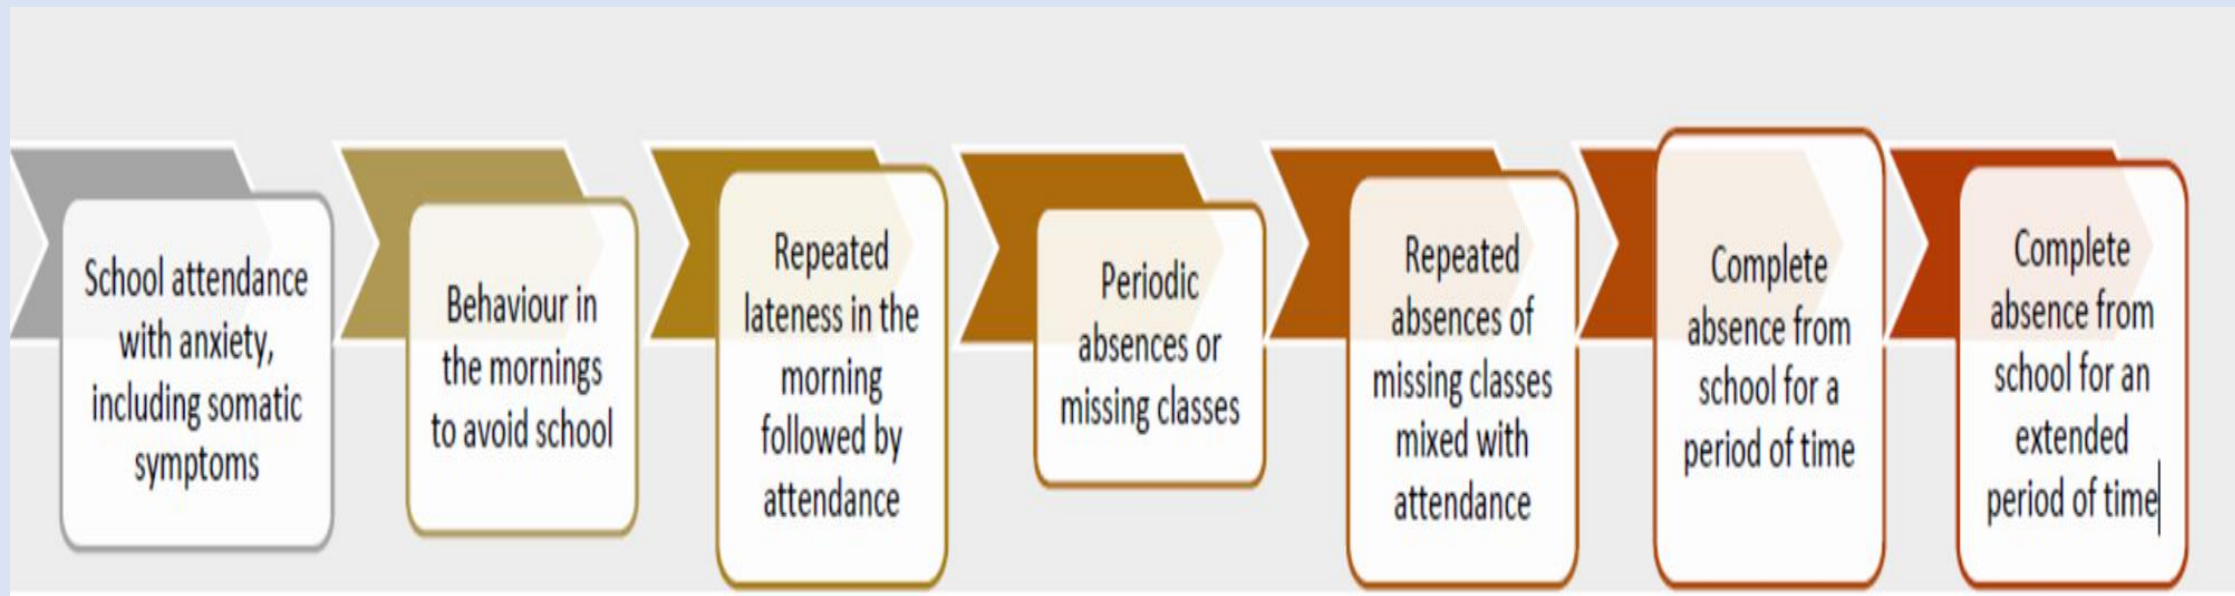 School attendance
with anxiety,
including somatic
symptoms
Behaviour in
the mornings
to avoid school
Repeated
lateness in the
morning
followed by
attendance
Periodic
absences or
missing classes
Repeated
absences of
missing classes
mixed with
attendance
Complete
absence from
school for a
period of time
Complete
absence from
school for an
extended
period of time